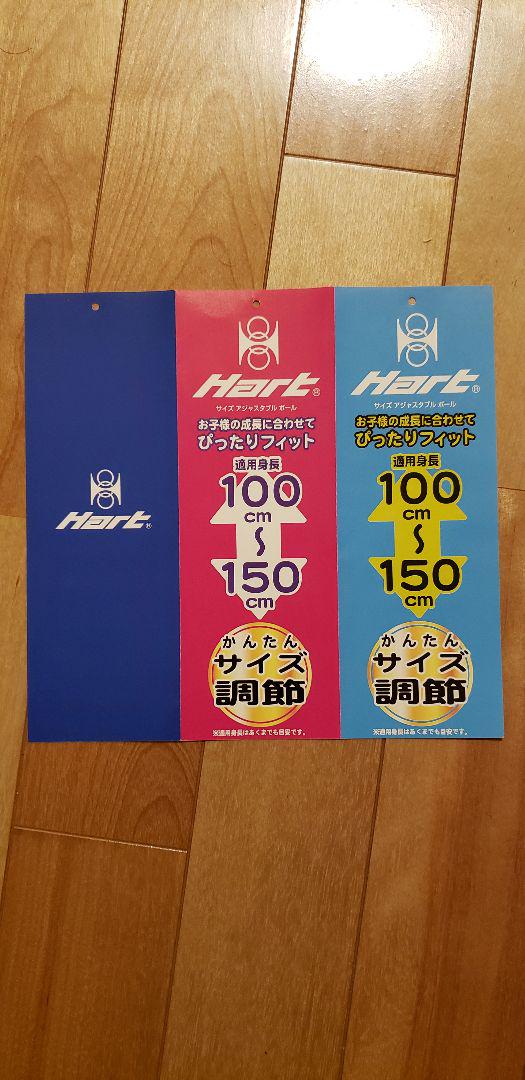 Hart®
Hart®
サイズ アジャスタブル ポール
お子様の成長に合わせて
ぴったりフィット
適用身長
100
cm
〜
150
cm
かんたん
サイズ
調節
※適用身長はあくまでも目安です。
Hart®
サイズ アジャスタブル ポール
お子様の成長に合わせて
ぴったりフィット
適用身長
100
cm
〜
150
cm
かんたん
サイズ
調節
※適用身長はあくまでも目安です。